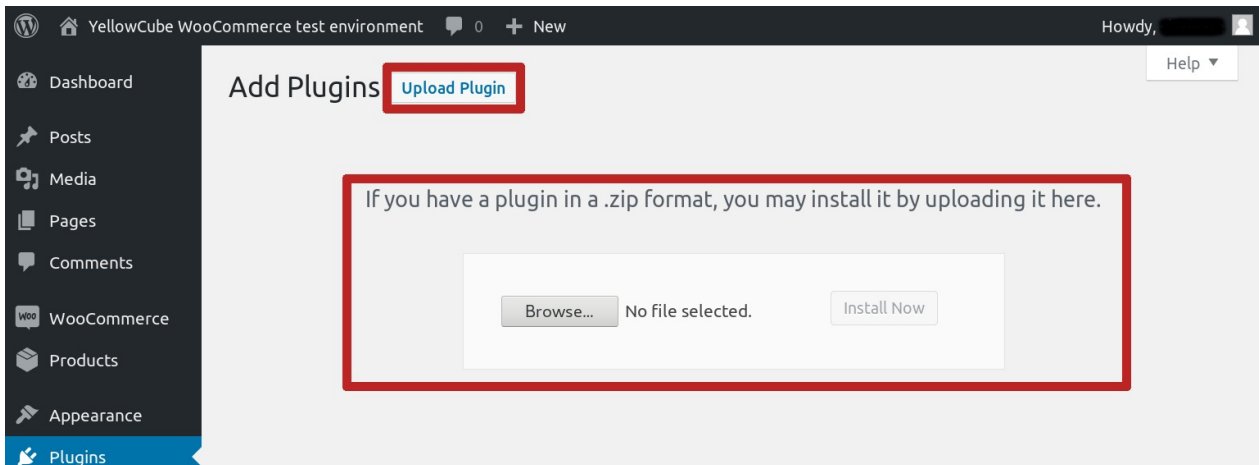 YellowCube WooCommerce test environment 0 + New Howdy,
Help ▼
Dashboard
Add Plugins Upload Plugin
Posts
Media
If you have a plugin in a .zip format, you may install it by uploading it here.
Pages
Comments
Browse... No file selected. Install Now
Woo WooCommerce
Products
Appearance
Plugins